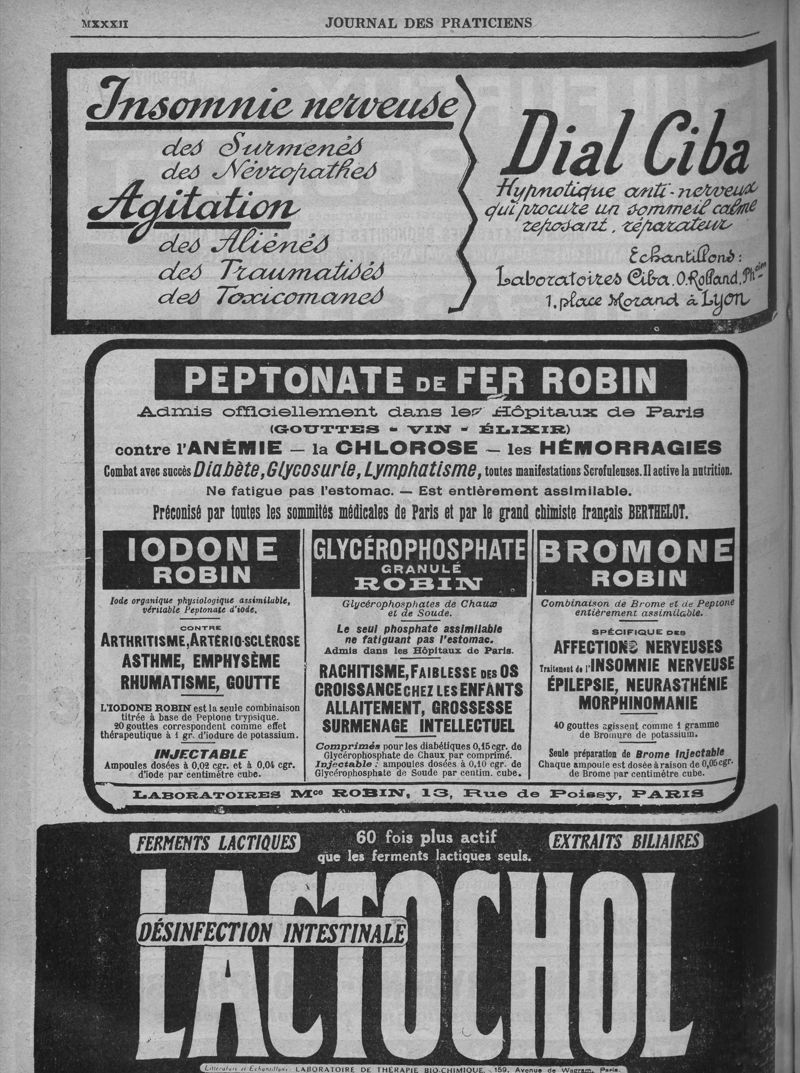 MXXXII
JOURNAL DES PRATICIENS
Insomnie nerveuse
des Surmenés
des Névropathes
Agitation
des Aliénés
des Traumatisés
des Toxicomanes
Dial Ciba
Hypnotique anti-nerveux
qui procure un sommeil calme
reposant, réparateur
Echantillons:
Laboratoires Ciba, O. Rolland, Ph^cien
1, place Morand à Lyon
PEPTONATE DE FER ROBIN
Admis officiellement dans les Hôpitaux de Paris
(GOUTTES - VIN - ÉLIXIR)
contre l'ANÉMIE — la CHLOROSE — les HÉMORRAGIES
Combat avec succès Diabète, Glycosurie, Lymphatisme, toutes manifestations Scrofuleuses. Il active la nutrition.
Ne fatigue pas l'estomac. — Est entièrement assimilable.
Préconisé par toutes les sommités médicales de Paris et par le grand chimiste français BERTHELOT.
IODONE
ROBIN
Iode organique physiologique assimilable,
véritable Peptonate d'iode.
CONTRE
ARTHRITISME, ARTÉRIO-SCLÉROSE
ASTHME, EMPHYSÈME
RHUMATISME, GOUTTE
L'IODONE ROBIN est la seule combinaison
titrée à base de Peptone trypsique.
20 gouttes correspondent comme effet
thérapeutique à 1 gr. d'iodure de potassium.
INJECTABLE
Ampoules dosées à 0,02 cgr. et à 0,04 cgr.
d'iode par centimètre cube.
GLYCÉROPHOSPHATE
GRANULÉ
ROBIN
Glycérophosphates de Chaux
et de Soude.
Le seul phosphate assimilable
ne fatiguant pas l'estomac.
Admis dans les Hôpitaux de Paris.
RACHITISME, FAIBLESSE DES OS
CROISSANCE CHEZ LES ENFANTS
ALLAITEMENT, GROSSESSE
SURMENAGE INTELLECTUEL
Comprimés pour les diabétiques 0,15 cgr. de
Glycérophosphate de Chaux par comprimé.
Injectable : ampoules dosées à 0,10 cgr. de
Glycérophosphate de Soude par centim. cube.
BROMONE
ROBIN
Combinaison de Brome et de Peptone
entièrement assimilable.
SPÉCIFIQUE DES
AFFECTIONS NERVEUSES
Traitement de l'INSOMNIE NERVEUSE
ÉPILEPSIE, NEURASTHÉNIE
MORPHINOMANIE
40 gouttes agissent comme 1 gramme
de Bromure de potassium.
Seule préparation de Brome Injectable
Chaque ampoule est dosée à raison de 0,05 cgr.
de Brome par centimètre cube.
LABORATOIRES Mce ROBIN, 13, Rue de Poissy, PARIS
FERMENTS LACTIQUES
60 fois plus actif
que les ferments lactiques seuls.
EXTRAITS BILIAIRES
LACTOCHOL
DÉSINFECTION INTESTINALE
Littérature et Echantillons: LABORATOIRE DE THÉRAPIE BIO-CHIMIQUE, 159, Avenue de Wagram, Paris.